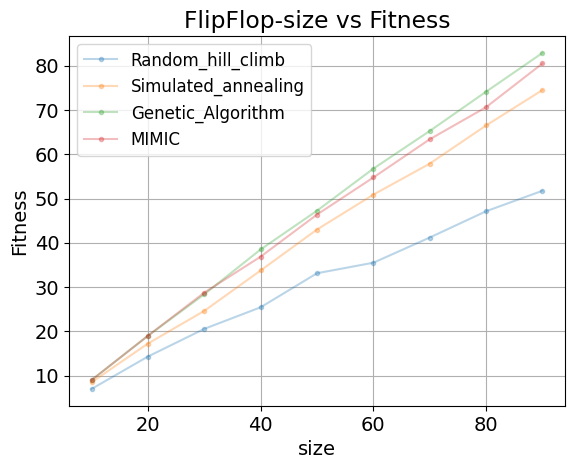 FlipFlop-size vs Fitness
Random_hill_climb
Simulated_annealing
Genetic_Algorithm
MIMIC
Fitness
80
70
60
50
40
30
20
10
20 40 60 80
size